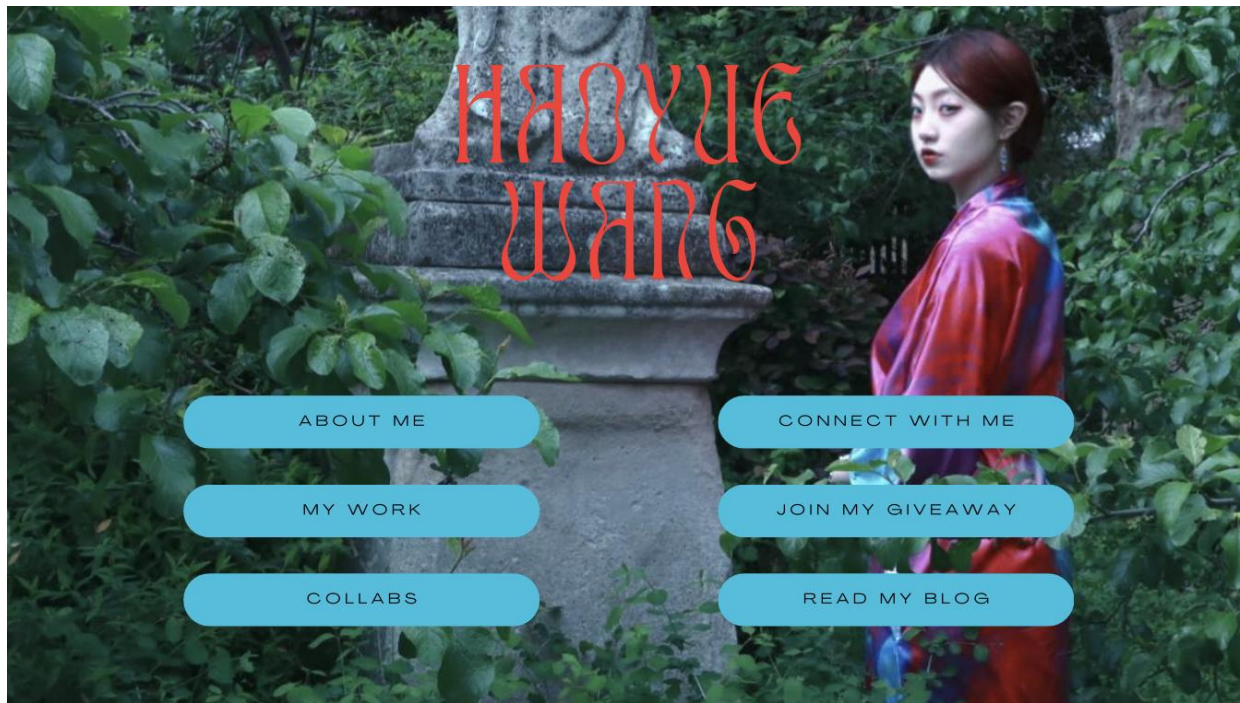 HAOYUE
WANG
ABOUT ME
CONNECT WITH ME
MY WORK
JOIN MY GIVEAWAY
COLLABS
READ MY BLOG